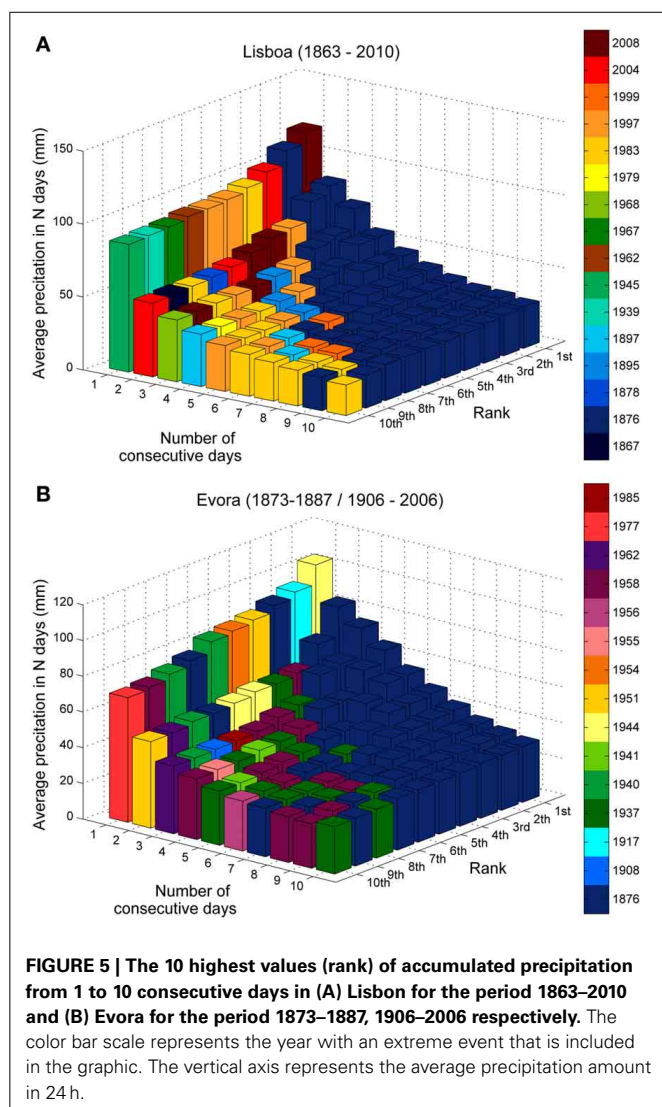 A
Lisboa (1863 - 2010)
Average precitation in N days (mm)
150
100
50
0
1
2
3
4
5
6
7
8
9
10
Number of
consecutive days
10th
9th
8th
7th
6th
5th
4th
3rd
2th
1st
Rank
2008
2004
1999
1997
1983
1979
1968
1967
1962
1945
1939
1897
1895
1878
1876
1867
B
Evora (1873-1887 / 1906 - 2006)
Average precitation in N days (mm)
120
100
80
60
40
20
0
1
2
3
4
5
6
7
8
9
10
Number of
consecutive days
10th
9th
8th
7th
6th
5th
4th
3rd
2th
1st
Rank
1985
1977
1962
1958
1956
1955
1954
1951
1944
1941
1940
1937
1917
1908
1876
FIGURE 5 | The 10 highest values (rank) of accumulated precipitation
from 1 to 10 consecutive days in (A) Lisbon for the period 1863–2010
and (B) Evora for the period 1873–1887, 1906–2006 respectively. The
color bar scale represents the year with an extreme event that is included
in the graphic. The vertical axis represents the average precipitation amount
in 24 h.